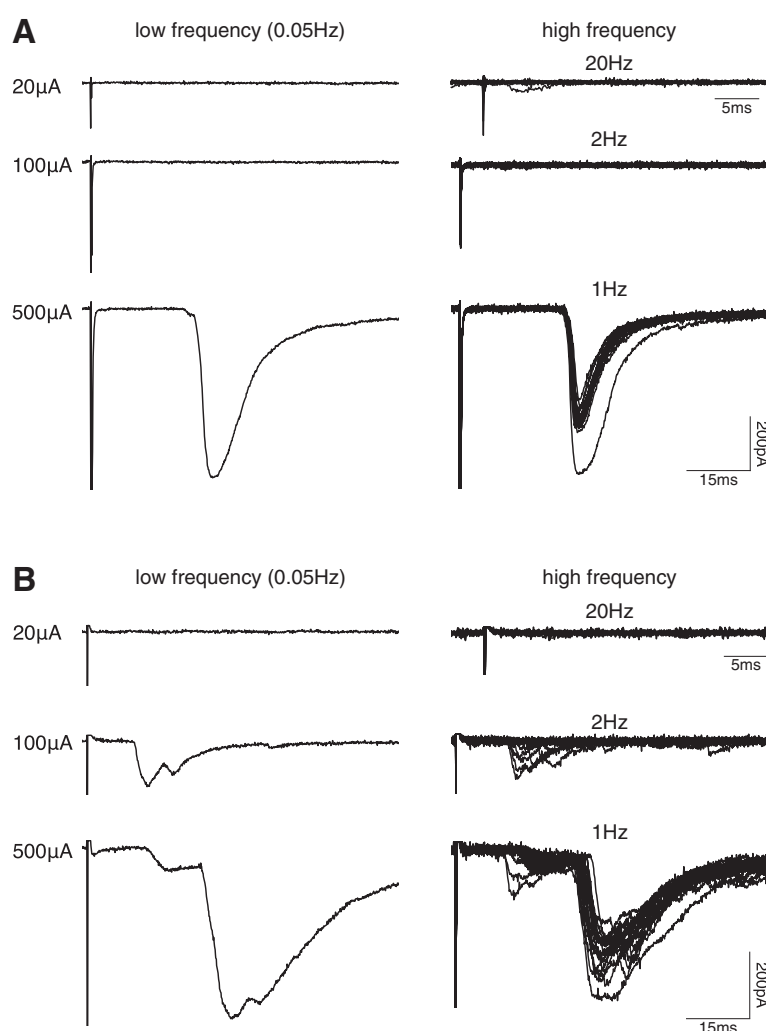 A
low frequency (0.05Hz)
high frequency
20µA
20Hz
5ms
100µA
2Hz
500µA
1Hz
200pA
15ms
B
low frequency (0.05Hz)
high frequency
20µA
20Hz
5ms
100µA
2Hz
500µA
1Hz
200pA
15ms